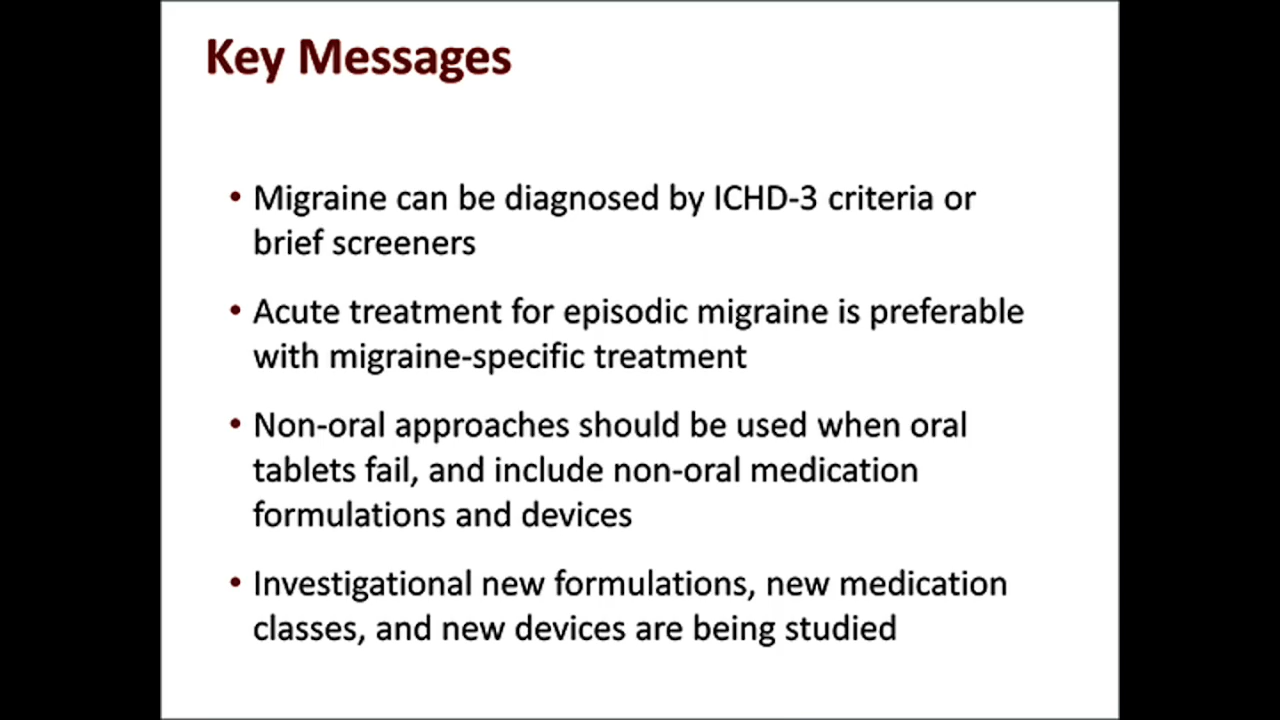 Key Messages
• Migraine can be diagnosed by ICHD-3 criteria or
brief screeners
• Acute treatment for episodic migraine is preferable
with migraine-specific treatment
• Non-oral approaches should be used when oral
tablets fail, and include non-oral medication
formulations and devices
• Investigational new formulations, new medication
classes, and new devices are being studied